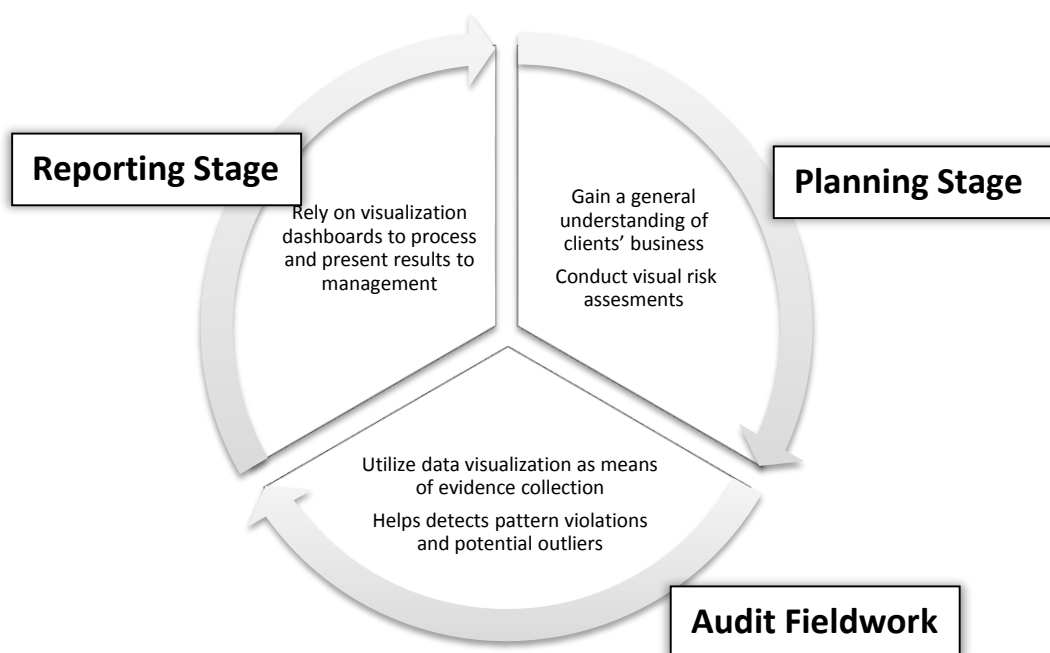 Reporting Stage
Rely on visualization
dashboards to process
and present results to
management
Planning Stage
Gain a general
understanding of
clients' business
Conduct visual risk
assesments
Utilize data visualization as means
of evidence collection
Helps detects pattern violations
and potential outliers
Audit Fieldwork